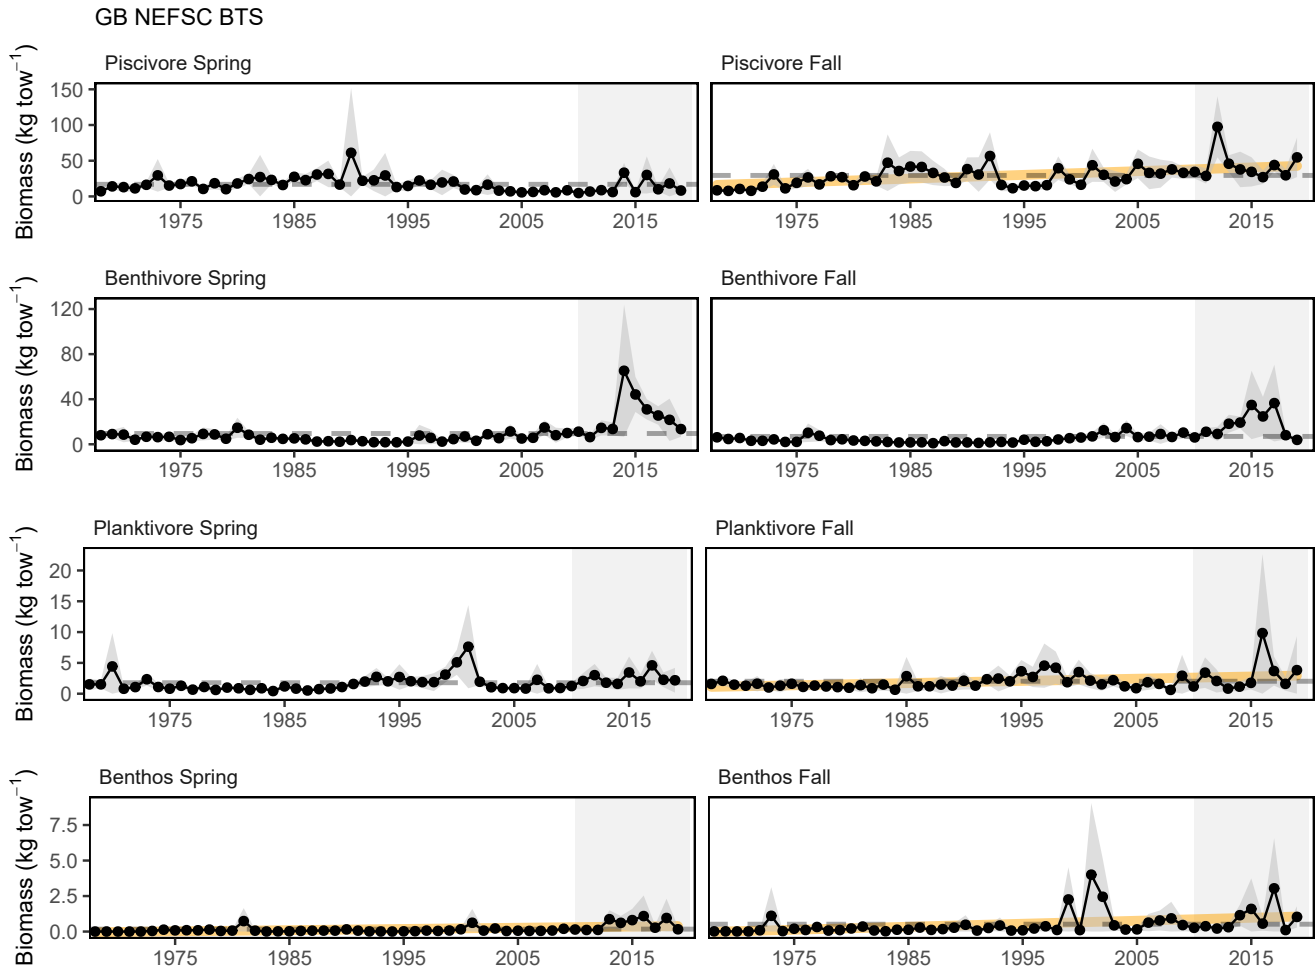 GB NEFSC BTS
Piscivore Spring
Piscivore Fall
Biomass (kg tow⁻¹)
150
100
50
0
1975 1985 1995 2005 2015
1975 1985 1995 2005 2015
Benthivore Spring
Benthivore Fall
Biomass (kg tow⁻¹)
120
80
40
0
1975 1985 1995 2005 2015
1975 1985 1995 2005 2015
Planktivore Spring
Planktivore Fall
Biomass (kg tow⁻¹)
20
15
10
5
0
1975 1985 1995 2005 2015
1975 1985 1995 2005 2015
Benthos Spring
Benthos Fall
Biomass (kg tow⁻¹)
7.5
5.0
2.5
0.0
1975 1985 1995 2005 2015
1975 1985 1995 2005 2015